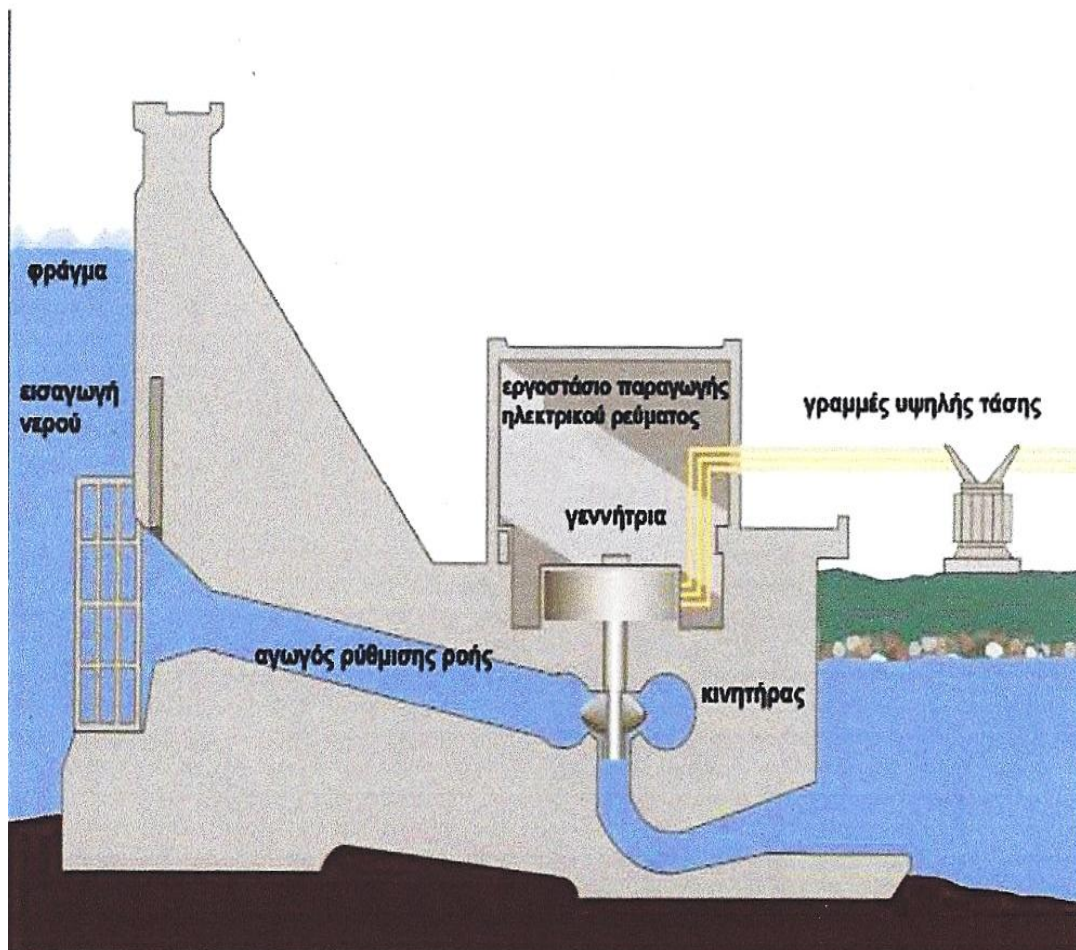 φράγμα
εισαγωγή
νερού
εργοστάσιο παραγωγής
ηλεκτρικού ρεύματος
γραμμές υψηλής τάσης
γεννήτρια
αγωγός ρύθμισης ροής
κινητήρας